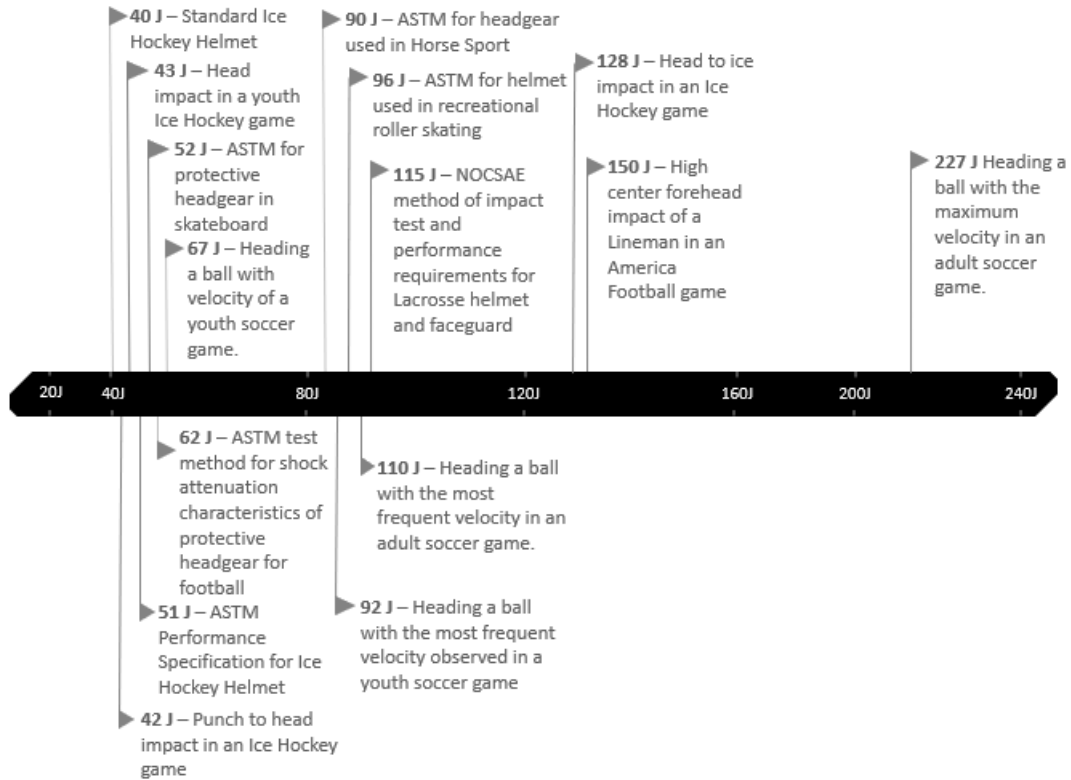 40 J – Standard Ice
Hockey Helmet
43 J – Head
impact in a youth
Ice Hockey game
52 J – ASTM for
protective
headgear in
skateboard
67 J – Heading
a ball with
velocity of a
youth soccer
game.
90 J – ASTM for headgear
used in Horse Sport
96 J – ASTM for helmet
used in recreational
roller skating
115 J – NOCSAE
method of impact
test and
performance
requirements for
Lacrosse helmet
and faceguard
128 J – Head to ice
impact in an Ice
Hockey game
150 J – High
center forehead
impact of a
Lineman in an
America
Football game
227 J Heading a
ball with the
maximum
velocity in an
adult soccer
game.
20J 40J 80J 120J 160J 200J 240J
62 J – ASTM test
method for shock
attenuation
characteristics of
protective
headgear for
football
51 J – ASTM
Performance
Specification for Ice
Hockey Helmet
42 J – Punch to head
impact in an Ice Hockey
game
110 J – Heading a ball
with the most
frequent velocity in an
adult soccer game.
92 J – Heading a ball
with the most frequent
velocity observed in a
youth soccer game